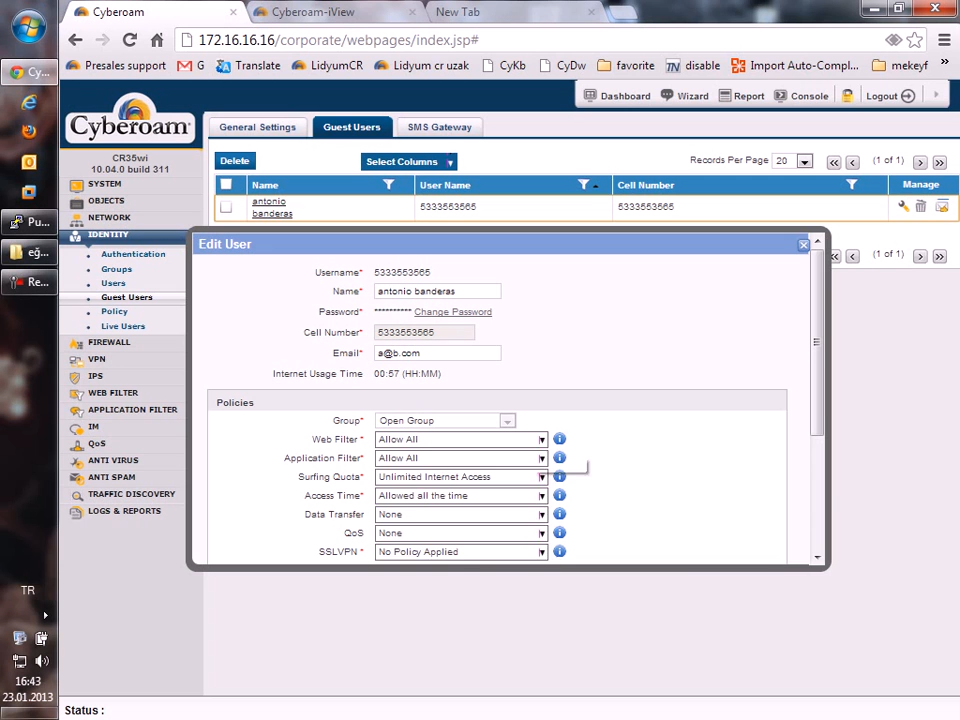 Cyberoam
Cyberoam-iView
New Tab
172.16.16.16/corporate/webpages/index.jsp#
Presales support
G
Translate
LidyumCR
Lidyum cr uzak
CyKb
CyDw
favorite
disable
Import Auto-Compl...
mekeyf
»
Cy...
Pu...
eğ...
Re...
TR
16:43
23.01.2013
Cyberoam
CR35wi
10.04.0 build 311
Dashboard
Wizard
Report
Console
Logout
General Settings
Guest Users
SMS Gateway
Delete
Select Columns
Records Per Page 20
(1 of 1)
Name
User Name
Cell Number
Manage
antonio
banderas
5333553565
5333553565
(1 of 1)
SYSTEM
OBJECTS
NETWORK
IDENTITY
Authentication
Groups
Users
Guest Users
Policy
Live Users
FIREWALL
VPN
IPS
WEB FILTER
APPLICATION FILTER
IM
QoS
ANTI VIRUS
ANTI SPAM
TRAFFIC DISCOVERY
LOGS & REPORTS
Edit User
Username* 5333553565
Name* antonio banderas
Password* ********** Change Password
Cell Number* 5333553565
Email* a@b.com
Internet Usage Time 00:57 (HH:MM)
Policies
Group* Open Group
Web Filter * Allow All
Application Filter* Allow All
Surfing Quota* Unlimited Internet Access
Access Time* Allowed all the time
Data Transfer None
QoS None
SSLVPN * No Policy Applied
Status :